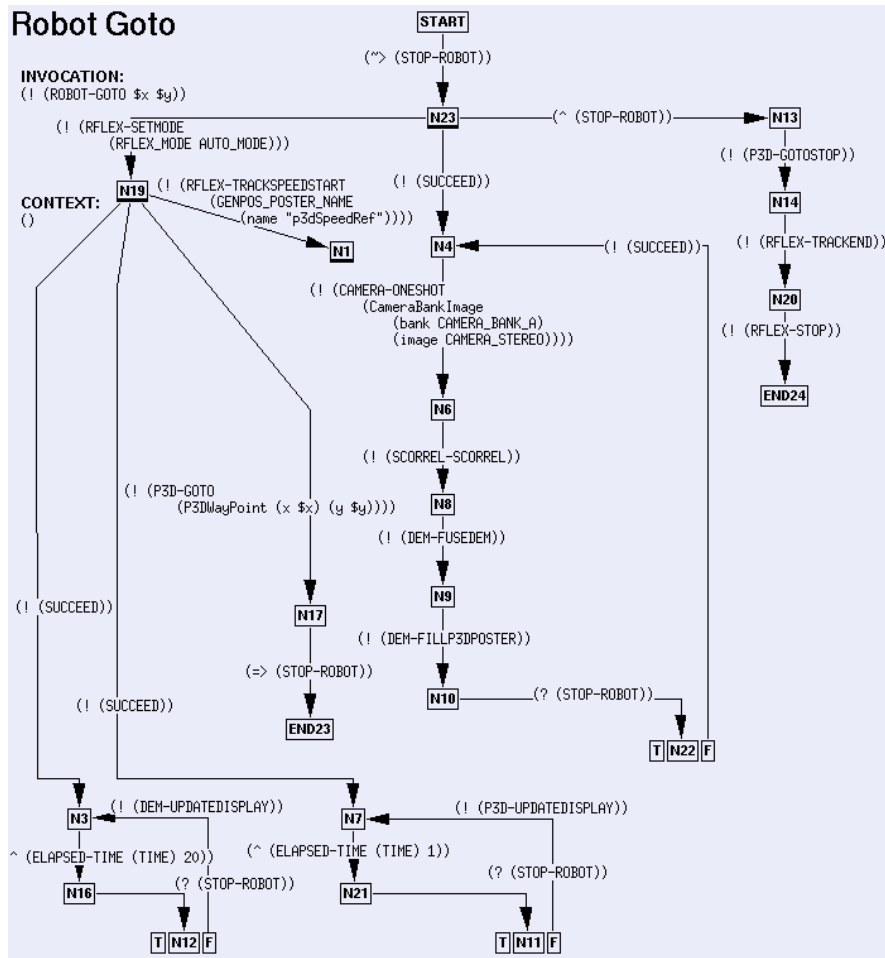 Robot Goto
START
(~> (STOP-ROBOT))
INVOCATION:
(! (ROBOT-GOTO $x $y))
N23
(^ (STOP-ROBOT))
N13
(! (RFLEX-SETMODE
(RFLEX_MODE AUTO_MODE)))
(! (P3D-GOTOSTOP))
(! (SUCCEED))
CONTEXT:
()
N19
(! (RFLEX-TRACKSPEEDSTART
(GENPOS_POSTER_NAME
(name "p3dSpeedRef"))))
N14
N1
N4
(! (SUCCEED))
(! (RFLEX-TRACKEND))
(! (CAMERA-ONESHOT
(CameraBankImage
(bank CAMERA_BANK_A)
(image CAMERA_STEREO))))
N20
(! (RFLEX-STOP))
END24
N6
(! (SCORREL-SCORREL))
(! (P3D-GOTO
(P3DWayPoint (x $x) (y $y))))
N8
(! (DEM-FUSEDEM))
N9
(! (SUCCEED))
N17
(! (DEM-FILLP3DPOSTER))
(=> (STOP-ROBOT))
N10
(? (STOP-ROBOT))
(! (SUCCEED))
END23
T N22 F
(! (DEM-UPDATEDISPLAY))
(! (P3D-UPDATEDISPLAY))
N3
N7
^ (ELAPSED-TIME (TIME) 20))
(^ (ELAPSED-TIME (TIME) 1))
(? (STOP-ROBOT))
(? (STOP-ROBOT))
N16
N21
T N12 F
T N11 F